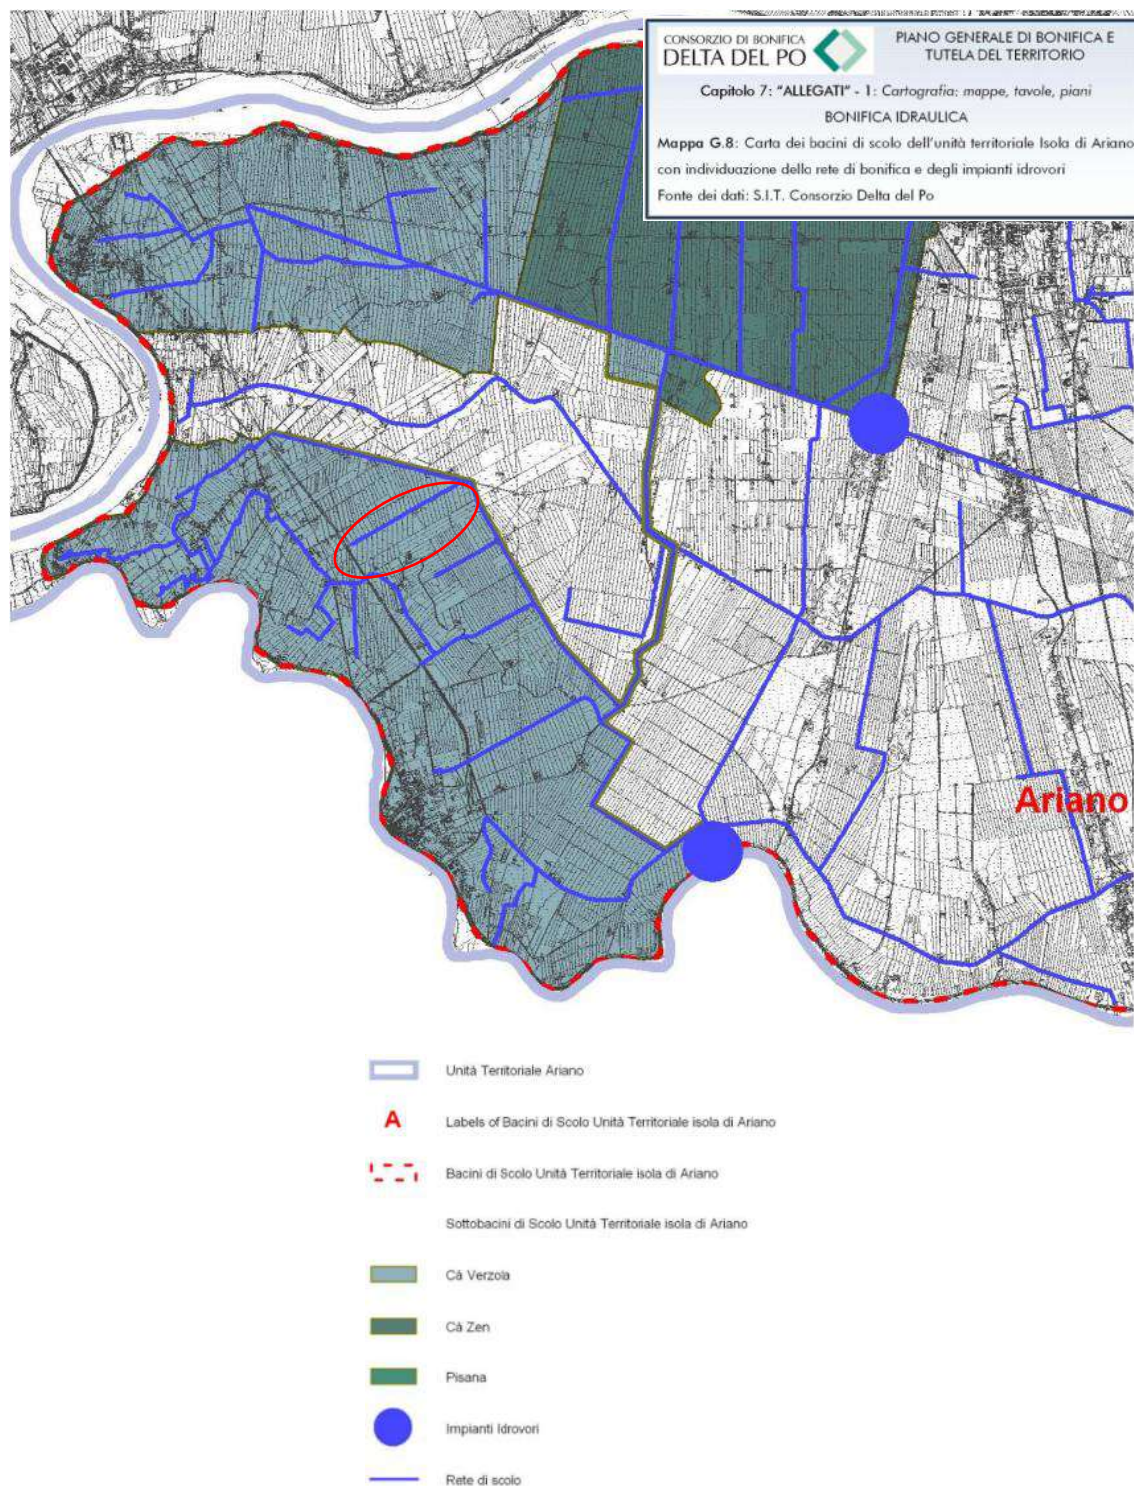 CONSORZIO DI BONIFICA
DELTA DEL PO
PIANO GENERALE DI BONIFICA E
TUTELA DEL TERRITORIO
Capitolo 7: "ALLEGATI" - 1: Cartografia: mappe, tavole, piani
BONIFICA IDRAULICA
Mappa G.8: Carta dei bacini di scolo dell'unità territoriale Isola di Ariano
con individuazione dello rete di bonifica e degli impianti idrovori
Fonte dei dati: S.I.T. Consorzio Delta del Po
Ariano
Unità Territoriale Ariano
A
Labels of Bacini di Scolo Unità Territoriale isola di Ariano
Bacini di Scolo Unità Territoriale isola di Ariano
Sottobacini di Scolo Unità Territoriale isola di Ariano
Cà Verzola
Cà Zen
Pisana
Impianti Idrovori
Rete di scolo